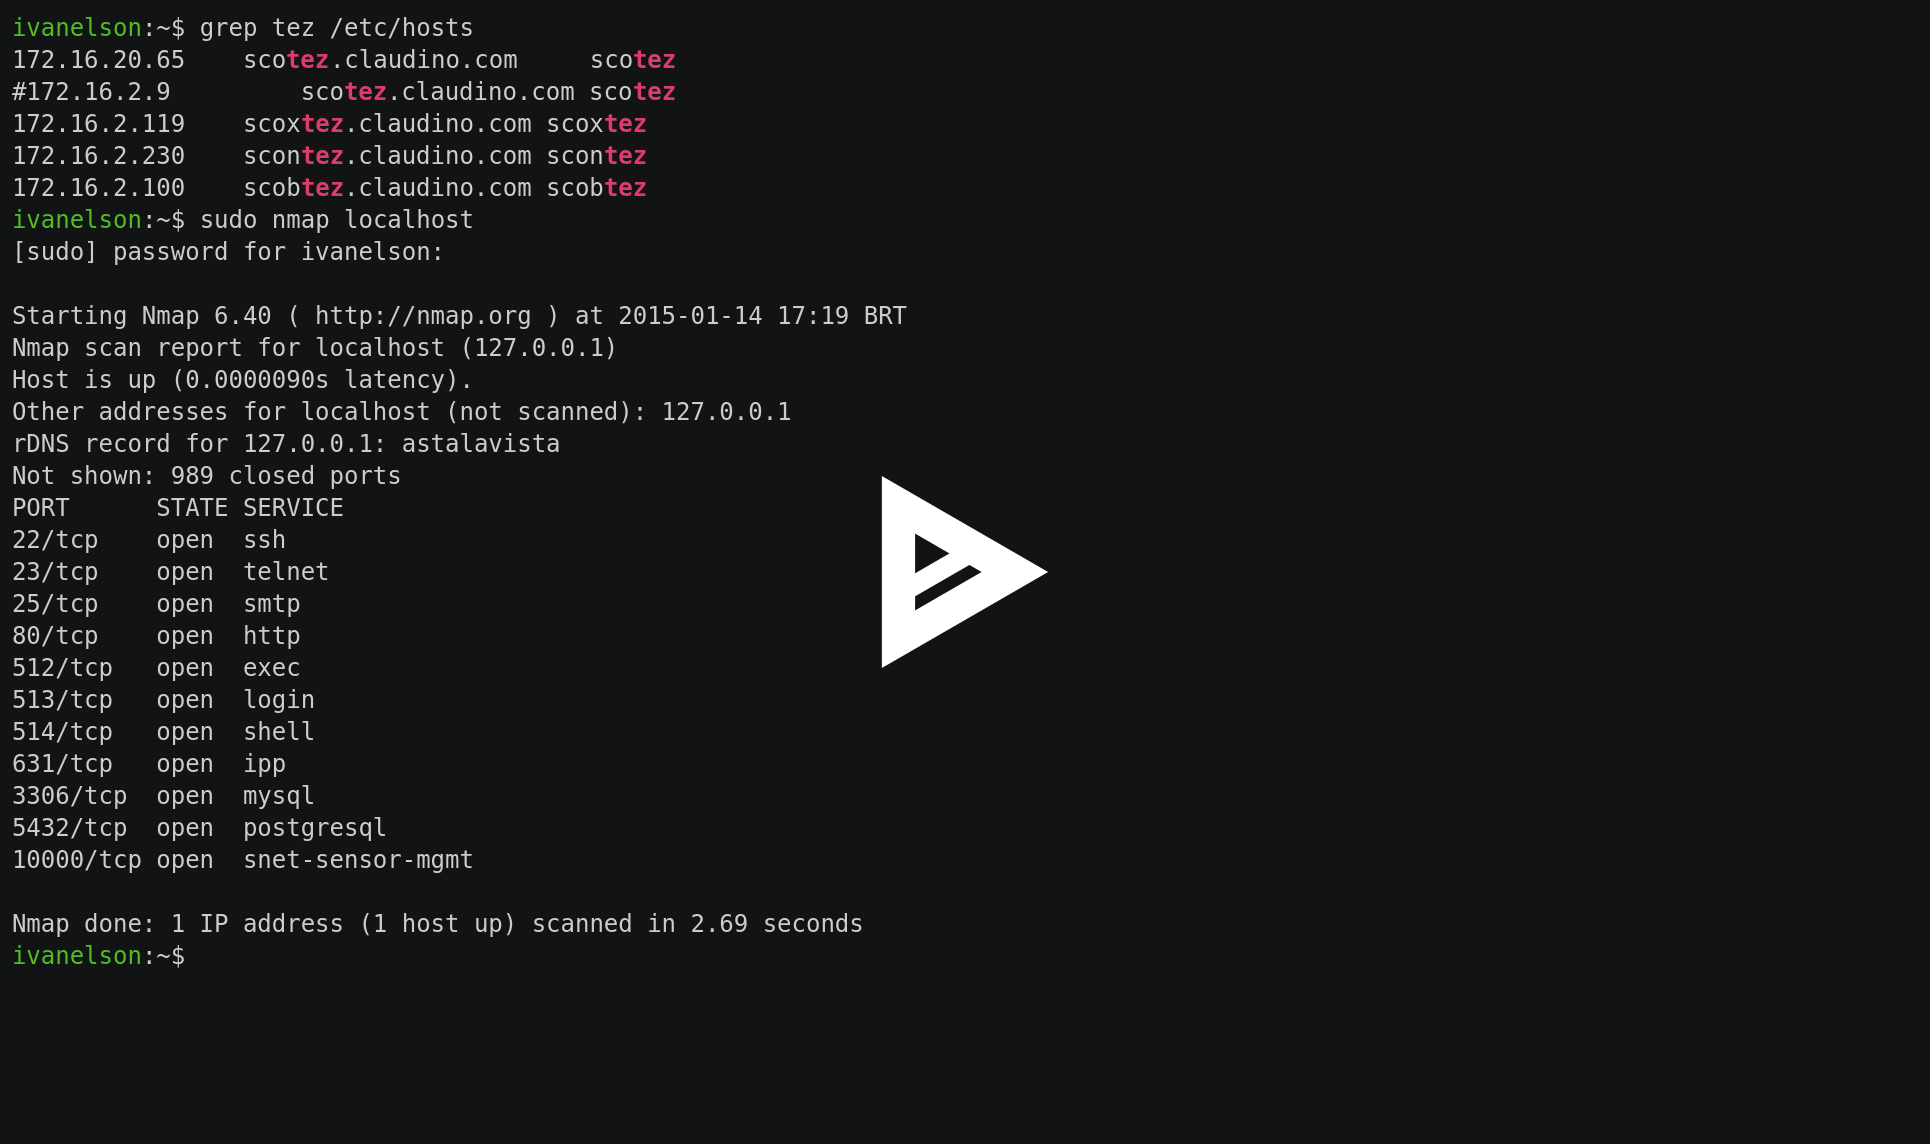 ivanelson:~$ grep tez /etc/hosts
172.16.20.65    scotez.claudino.com     scotez
#172.16.2.9         scotez.claudino.com scotez
172.16.2.119    scoxtez.claudino.com scoxtez
172.16.2.230    scontez.claudino.com scontez
172.16.2.100    scobtez.claudino.com scobtez
ivanelson:~$ sudo nmap localhost
[sudo] password for ivanelson:

Starting Nmap 6.40 ( http://nmap.org ) at 2015-01-14 17:19 BRT
Nmap scan report for localhost (127.0.0.1)
Host is up (0.0000090s latency).
Other addresses for localhost (not scanned): 127.0.0.1
rDNS record for 127.0.0.1: astalavista
Not shown: 989 closed ports
PORT      STATE SERVICE
22/tcp    open  ssh
23/tcp    open  telnet
25/tcp    open  smtp
80/tcp    open  http
512/tcp   open  exec
513/tcp   open  login
514/tcp   open  shell
631/tcp   open  ipp
3306/tcp  open  mysql
5432/tcp  open  postgresql
10000/tcp open  snet-sensor-mgmt

Nmap done: 1 IP address (1 host up) scanned in 2.69 seconds
ivanelson:~$